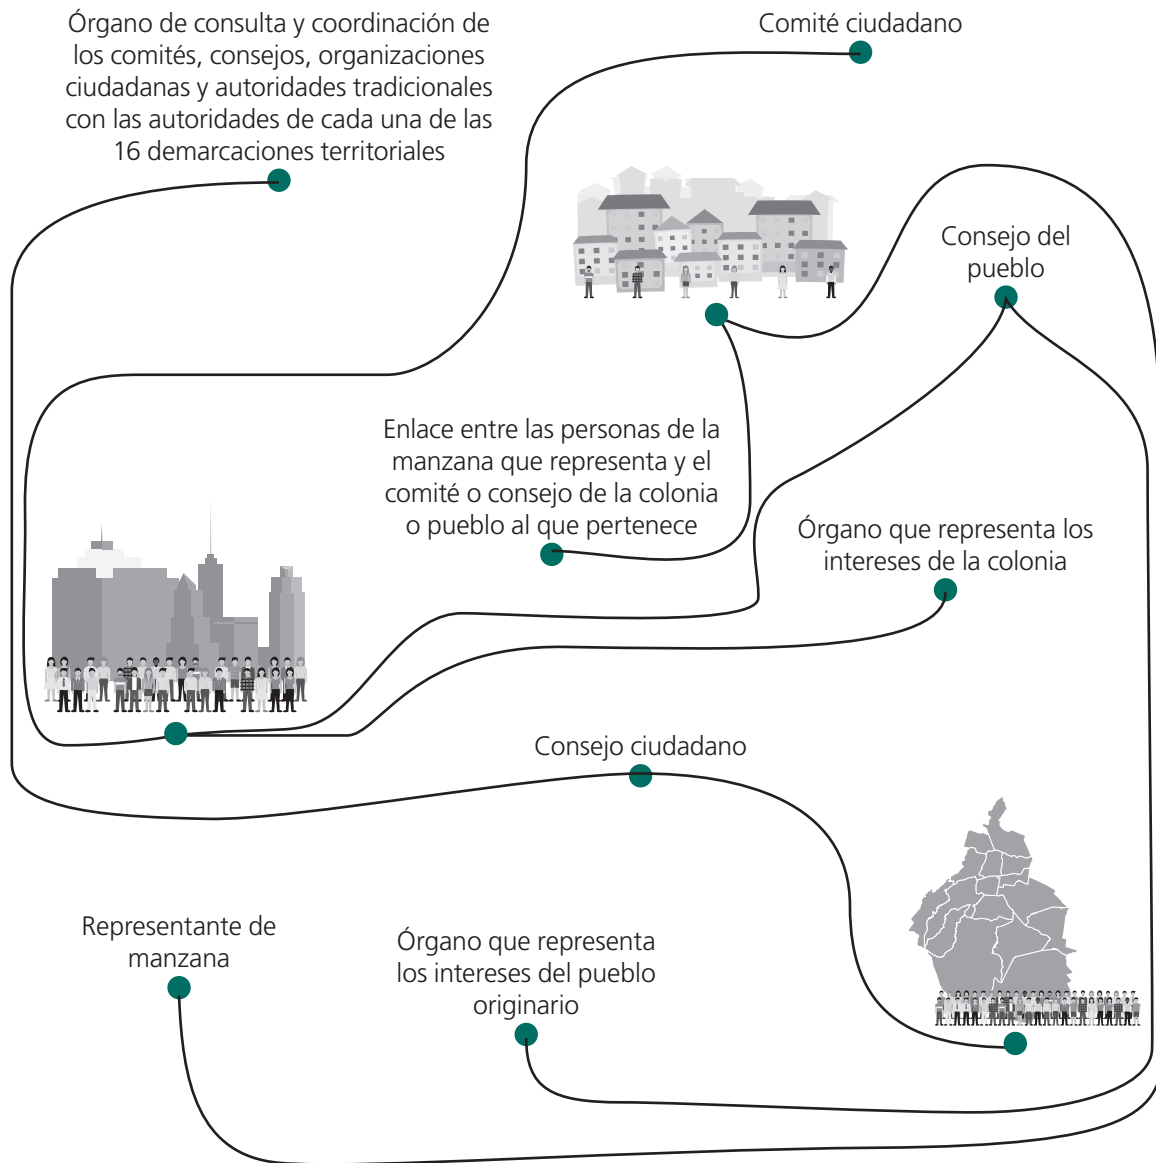 Órgano de consulta y coordinación de
los comités, consejos, organizaciones
ciudadanas y autoridades tradicionales
con las autoridades de cada una de las
16 demarcaciones territoriales
Comité ciudadano
Consejo del
pueblo
Enlace entre las personas de la
manzana que representa y el
comité o consejo de la colonia
o pueblo al que pertenece
Órgano que representa los
intereses de la colonia
Consejo ciudadano
Representante de
manzana
Órgano que representa
los intereses del pueblo
originario